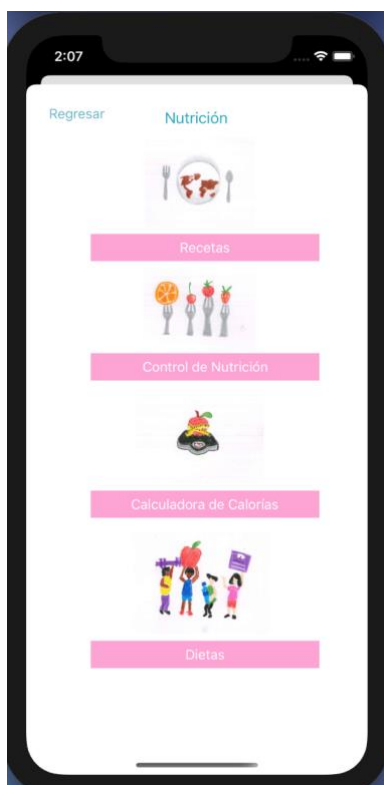 2:07
Regresar
Nutrición
Recetas
Control de Nutrición
Calculadora de Calorías
Dietas